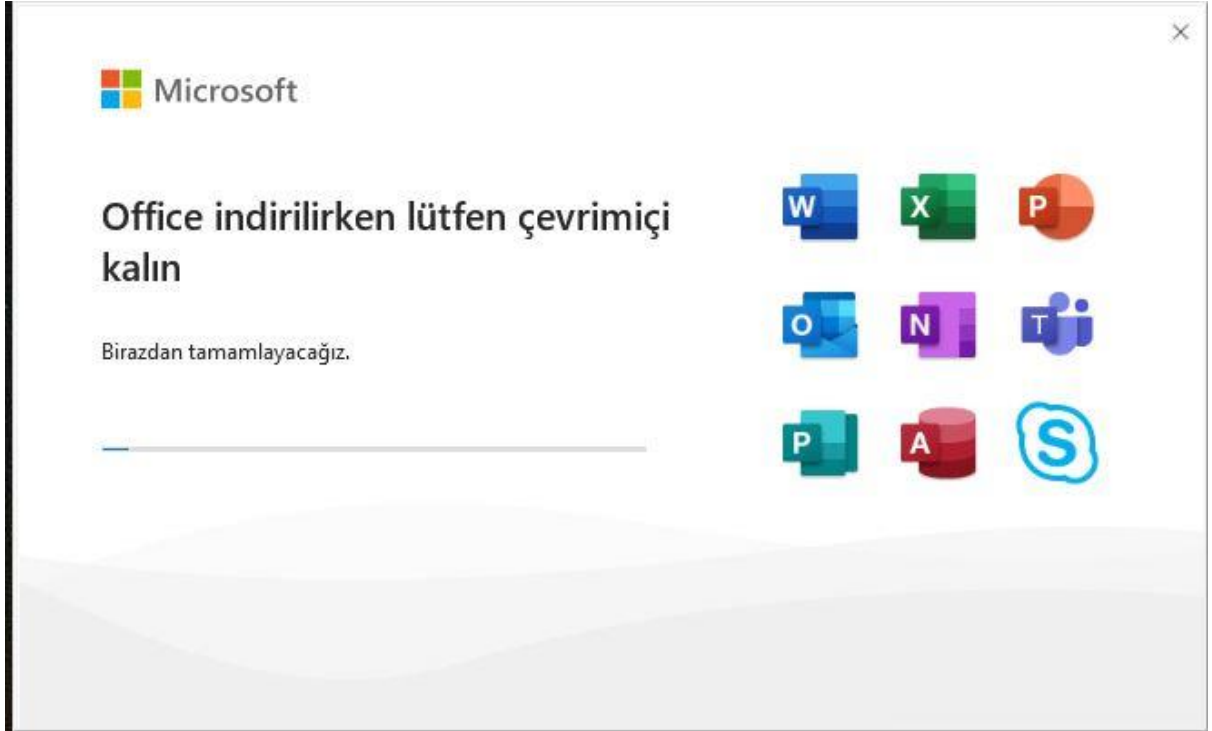 Microsoft
Office indirilirken lütfen çevrimiçi
kalın
Birazdan tamamlayacağız.
W X P
O N T
P A S